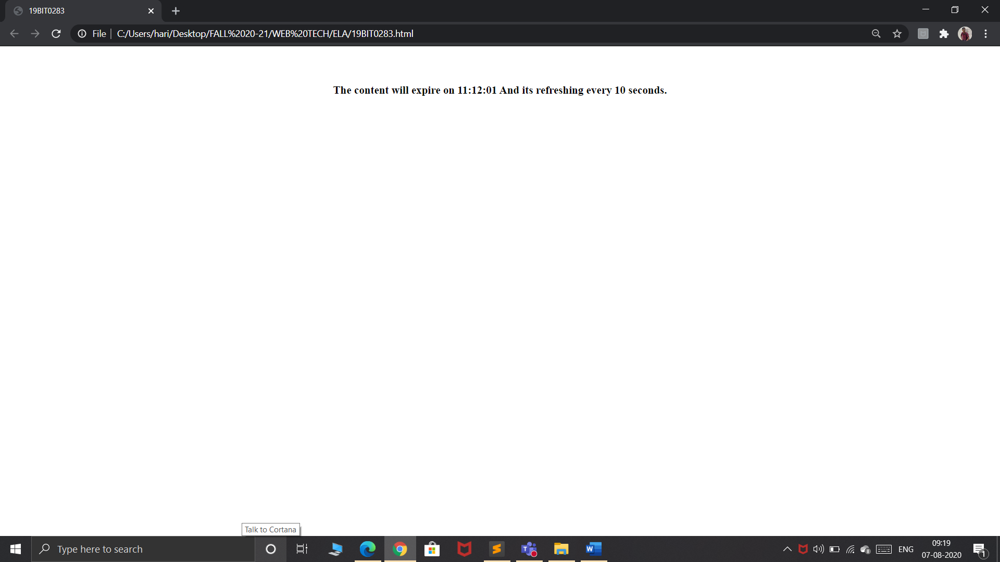 19BIT0283
File | C:/Users/hari/Desktop/FALL%2020-21/WEB%20TECH/ELA/19BIT0283.html
The content will expire on 11:12:01 And its refreshing every 10 seconds.
Talk to Cortana
Type here to search
ENG
09:19
07-08-2020
1